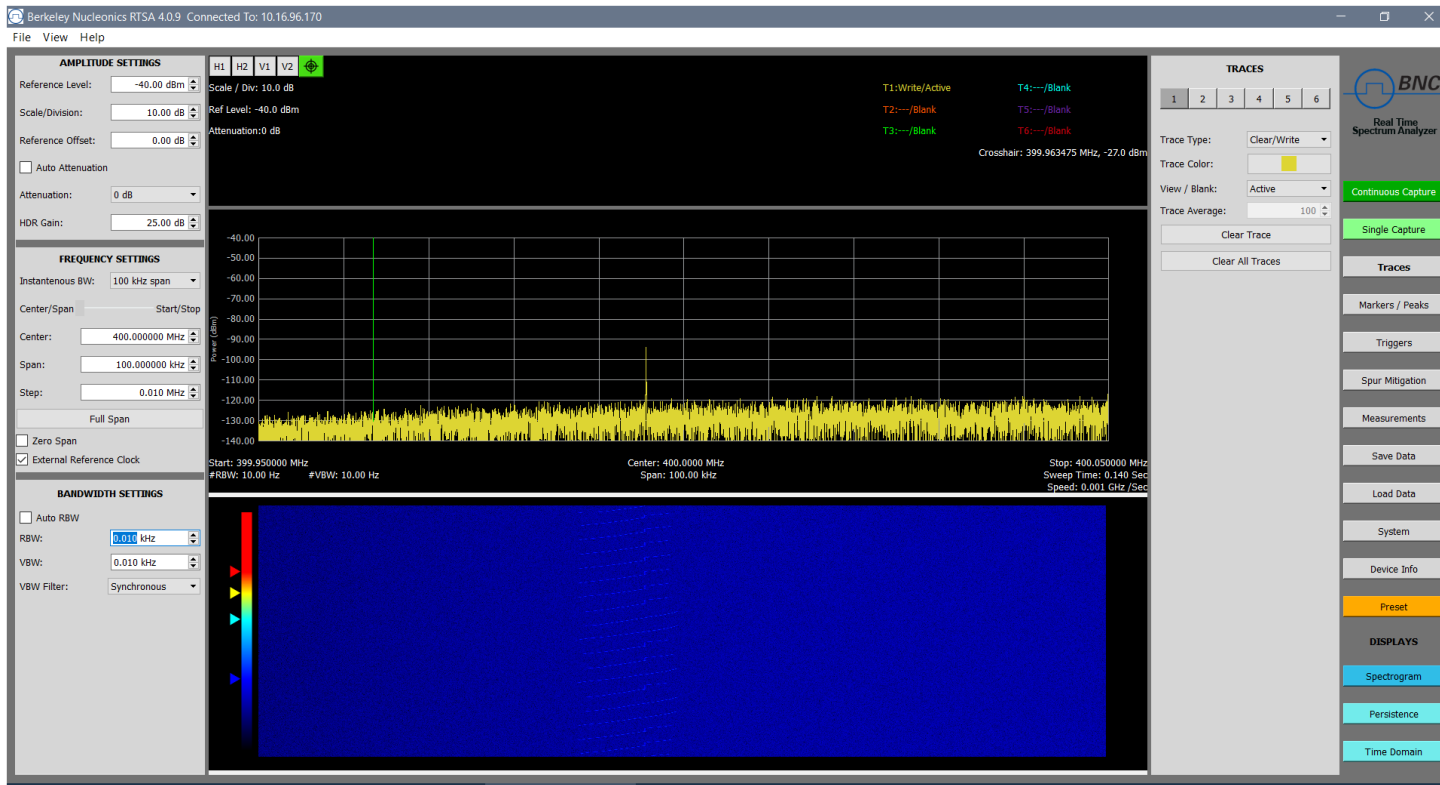 Berkeley Nucleonics RTSA 4.0.9 Connected To: 10.16.96.170
File View Help
AMPLITUDE SETTINGS
Reference Level: -40.00 dBm
Scale/Division: 10.00 dB
Reference Offset: 0.00 dB
Auto Attenuation
Attenuation: 0 dB
HDR Gain: 25.00 dB
FREQUENCY SETTINGS
Instantenous BW: 100 kHz span
Center/Span Start/Stop
Center: 400.000000 MHz
Span: 100.000000 kHz
Step: 0.010 MHz
Full Span
Zero Span
External Reference Clock
BANDWIDTH SETTINGS
Auto RBW
RBW: 0.010 kHz
VBW: 0.010 kHz
VBW Filter: Synchronous
H1 H2 V1 V2
Scale / Div: 10.0 dB
Ref Level: -40.0 dBm
Attenuation:0 dB
T1:Write/Active T4:---/Blank
T2:---/Blank T5:---/Blank
T3:---/Blank T6:---/Blank
Crosshair: 399.963475 MHz, -27.0 dBm
Power (dBm)
-40.00
-50.00
-60.00
-70.00
-80.00
-90.00
-100.00
-110.00
-120.00
-130.00
-140.00
Start: 399.950000 MHz Center: 400.0000 MHz Stop: 400.050000 MHz
#RBW: 10.00 Hz #VBW: 10.00 Hz Span: 100.00 kHz Sweep Time: 0.140 Sec
Speed: 0.001 GHz /Sec
TRACES
1 2 3 4 5 6
Trace Type: Clear/Write
Trace Color:
View / Blank: Active
Trace Average: 100
Clear Trace
Clear All Traces
BNC
Real Time
Spectrum Analyzer
Continuous Capture
Single Capture
Traces
Markers / Peaks
Triggers
Spur Mitigation
Measurements
Save Data
Load Data
System
Device Info
Preset
DISPLAYS
Spectrogram
Persistence
Time Domain